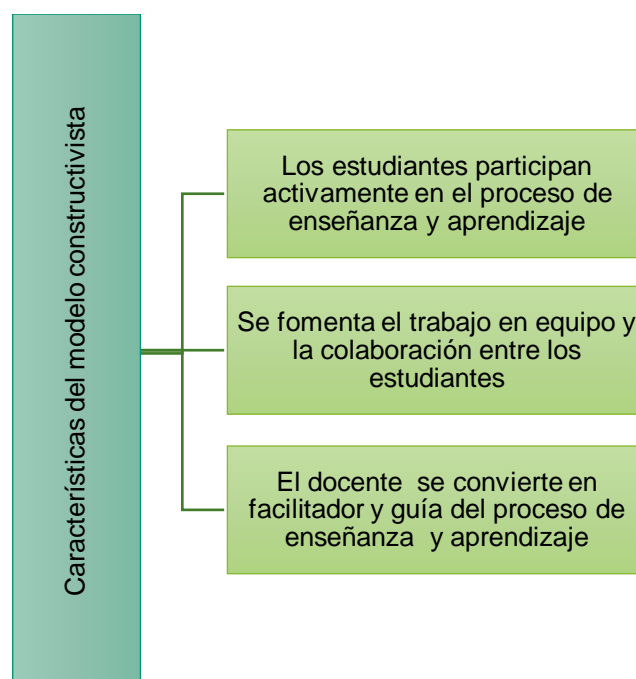 Características del modelo constructivista
Los estudiantes participan
activamente en el proceso de
enseñanza y aprendizaje
Se fomenta el trabajo en equipo y
la colaboración entre los
estudiantes
El docente se convierte en
facilitador y guía del proceso de
enseñanza y aprendizaje